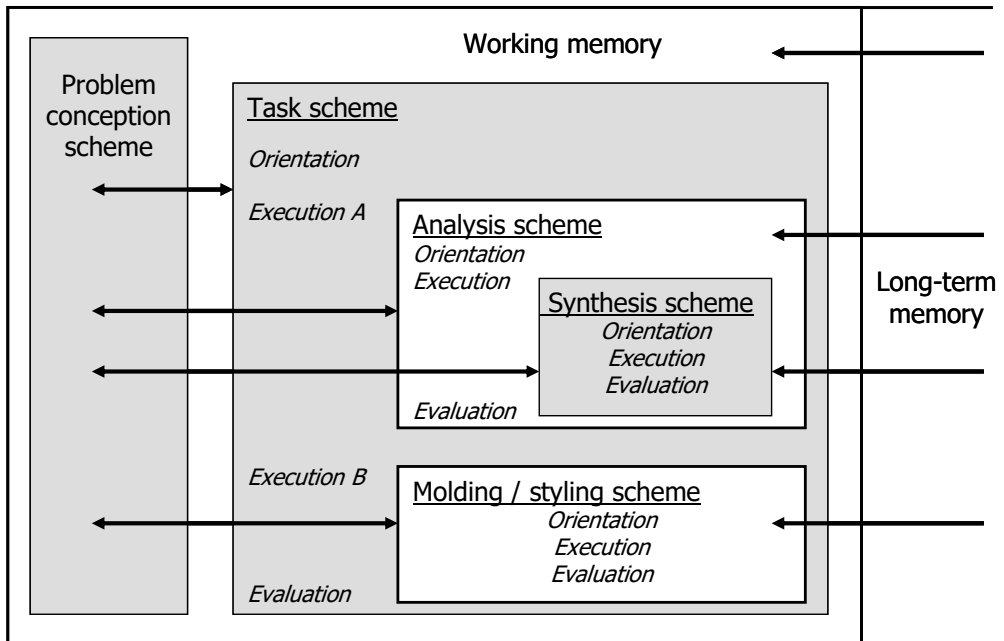 Working memory
Problem
conception
scheme
Task scheme
Orientation
Execution A
Analysis scheme
Orientation
Execution
Synthesis scheme
Orientation
Execution
Evaluation
Evaluation
Execution B
Molding / styling scheme
Orientation
Execution
Evaluation
Evaluation
Long-term
memory